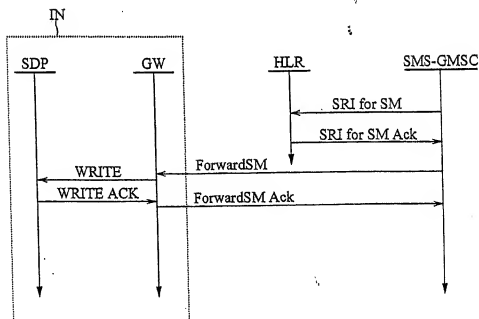 IN
SDP
GW
HLR
SMS-GMSC
SRI for SM
SRI for SM Ack
ForwardSM
WRITE
WRITE ACK
ForwardSM Ack